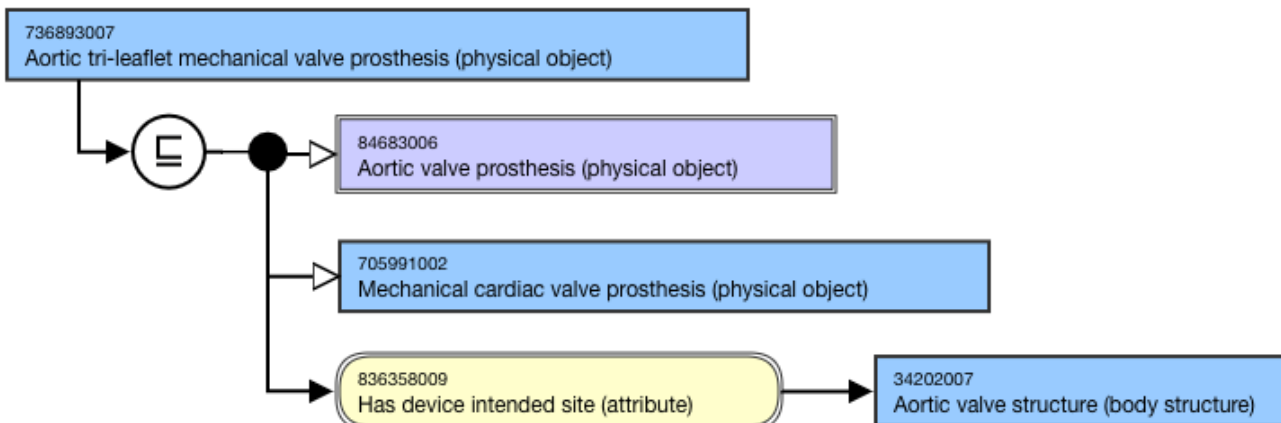 736893007
Aortic tri-leaflet mechanical valve prosthesis (physical object)
⊑
84683006
Aortic valve prosthesis (physical object)
705991002
Mechanical cardiac valve prosthesis (physical object)
836358009
Has device intended site (attribute)
34202007
Aortic valve structure (body structure)